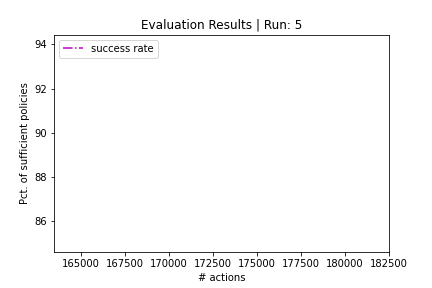 Evaluation Results | Run: 5
success rate
Pct. of sufficient policies
94
92
90
88
86
165000 167500 170000 172500 175000 177500 180000 182500
# actions